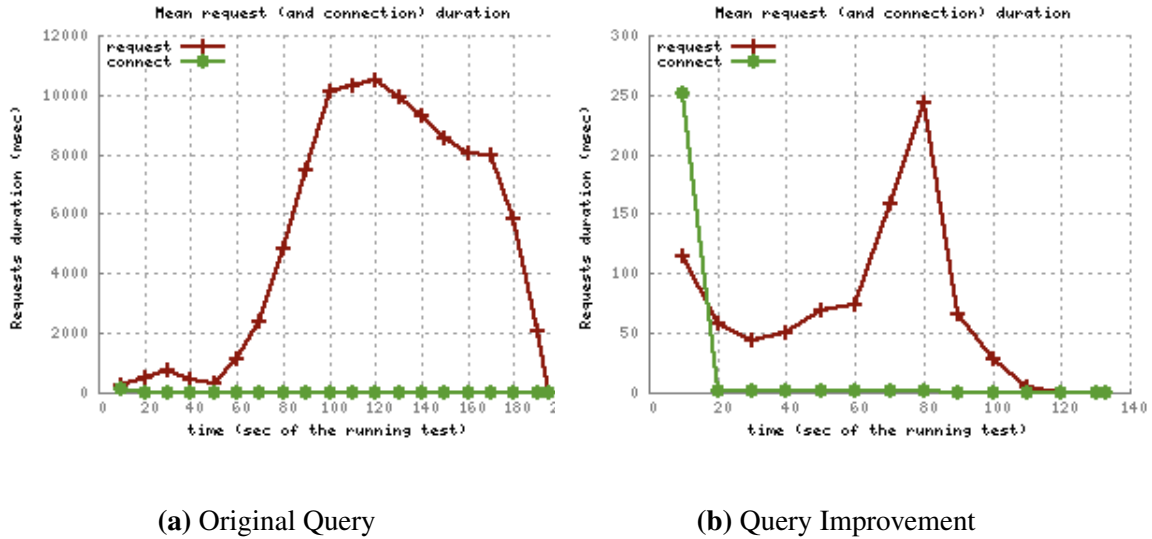 Mean request (and connection) duration
12000
10000
8000
6000
4000
2000
0
request
connect
Requests duration (msec)
0 20 40 60 80 100 120 140 160 180 2
time (sec of the running test)
(a) Original Query
Mean request (and connection) duration
300
250
200
150
100
50
0
request
connect
Requests duration (msec)
0 20 40 60 80 100 120 140
time (sec of the running test)
(b) Query Improvement